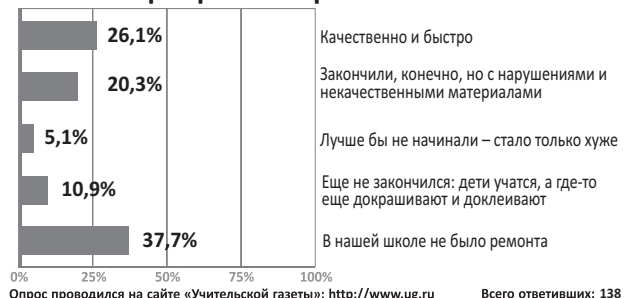 26,1% Качественно и быстро
20,3% Закончили, конечно, но с нарушениями и
некачественными материалами
5,1% Лучше бы не начинали – стало только хуже
10,9% Еще не закончился: дети учатся, а где-то
еще докрашивают и доклеивают
37,7% В нашей школе не было ремонта
0% 25% 50% 75% 100%
Опрос проводился на сайте «Учительской газеты»: http://www.ug.ru Всего ответивших: 138